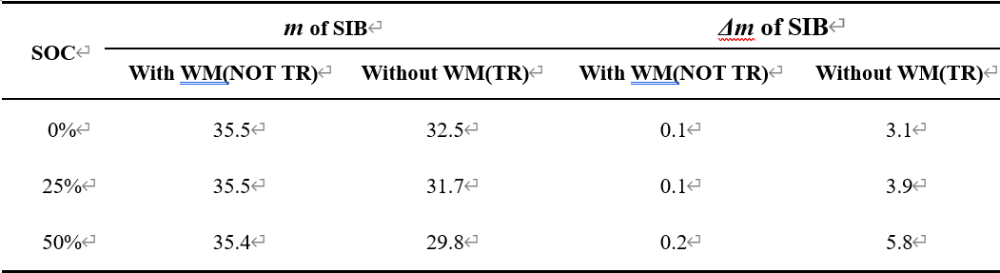 m of SIB↵ Δm of SIB↵
SOC↵
With WM(NOT TR)↵ Without WM(TR)↵ With WM(NOT TR)↵ Without WM(TR)↵
0%↵ 35.5↵ 32.5↵ 0.1↵ 3.1↵
25%↵ 35.5↵ 31.7↵ 0.1↵ 3.9↵
50%↵ 35.4↵ 29.8↵ 0.2↵ 5.8↵